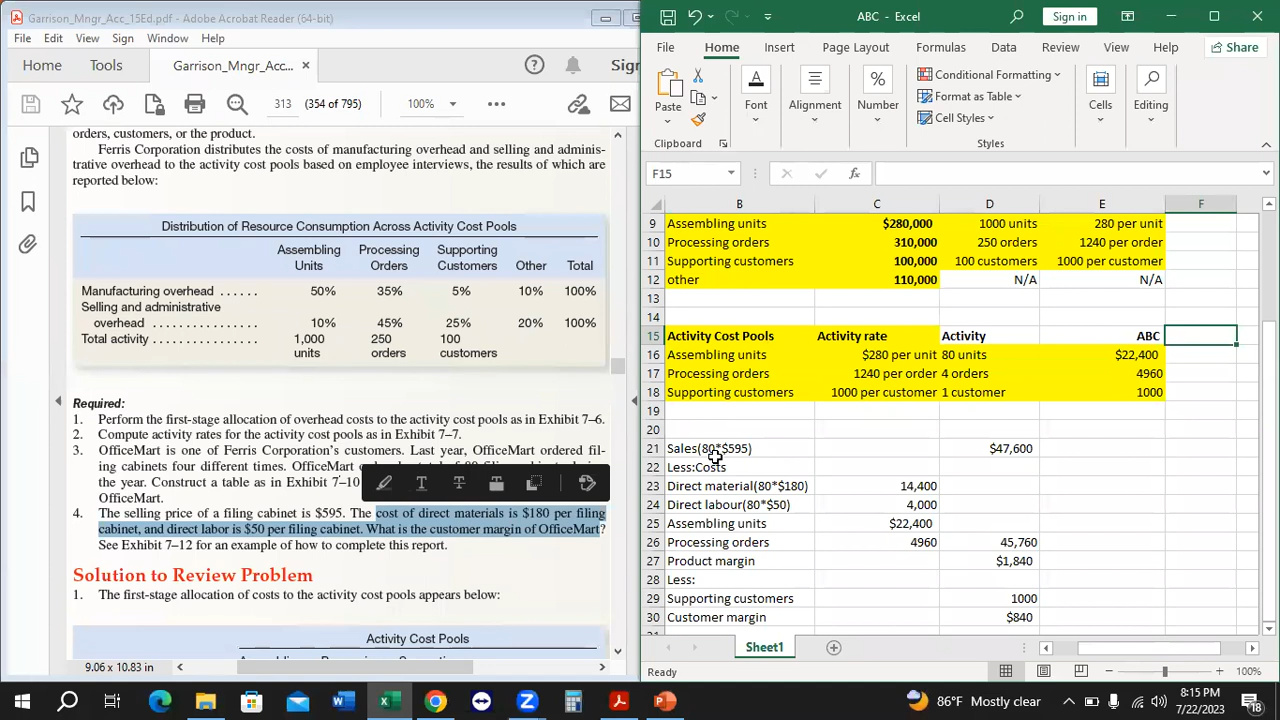 Garrison_Mngr_Acc_15Ed.pdf - Adobe Acrobat Reader (64-bit)
File Edit View Sign Window Help
Home Tools Garrison_Mngr_Acc... × Sign
313 (354 of 795) 100%
orders, customers, or the product.
Ferris Corporation distributes the costs of manufacturing overhead and selling and adminis-
trative overhead to the activity cost pools based on employee interviews, the results of which are
reported below:
Distribution of Resource Consumption Across Activity Cost Pools
Assembling Units Processing Orders Supporting Customers Other Total
Manufacturing overhead ...... 50% 35% 5% 10% 100%
Selling and administrative
overhead ................ 10% 45% 25% 20% 100%
Total activity ................ 1,000 units 250 orders 100 customers
Required:
1. Perform the first-stage allocation of overhead costs to the activity cost pools as in Exhibit 7–6.
2. Compute activity rates for the activity cost pools as in Exhibit 7–7.
3. OfficeMart is one of Ferris Corporation's customers. Last year, OfficeMart ordered fil-
ing cabinets four different times. OfficeMart
the year. Construct a table as in Exhibit 7–10
OfficeMart.
4. The selling price of a filing cabinet is $595. The cost of direct materials is $180 per filing
cabinet, and direct labor is $50 per filing cabinet. What is the customer margin of OfficeMart?
See Exhibit 7–12 for an example of how to complete this report.
Solution to Review Problem
1. The first-stage allocation of costs to the activity cost pools appears below:
Activity Cost Pools
9.06 x 10.83 in
ABC - Excel Sign in
File Home Insert Page Layout Formulas Data Review View Help Share
Paste Font Alignment Number Conditional Formatting Format as Table Cell Styles Cells Editing
Clipboard Styles
F15 fx
B C D E F
9 Assembling units $280,000 1000 units 280 per unit
10 Processing orders 310,000 250 orders 1240 per order
11 Supporting customers 100,000 100 customers 1000 per customer
12 other 110,000 N/A N/A
13
14
15 Activity Cost Pools Activity rate Activity ABC
16 Assembling units $280 per unit 80 units $22,400
17 Processing orders 1240 per order 4 orders 4960
18 Supporting customers 1000 per customer 1 customer 1000
19
20
21 Sales(80*$595) $47,600
22 Less:Costs
23 Direct material(80*$180) 14,400
24 Direct labour(80*$50) 4,000
25 Assembling units $22,400
26 Processing orders 4960 45,760
27 Product margin $1,840
28 Less:
29 Supporting customers 1000
30 Customer margin $840
Sheet1
Ready 100%
86°F Mostly clear 8:15 PM 7/22/2023 18